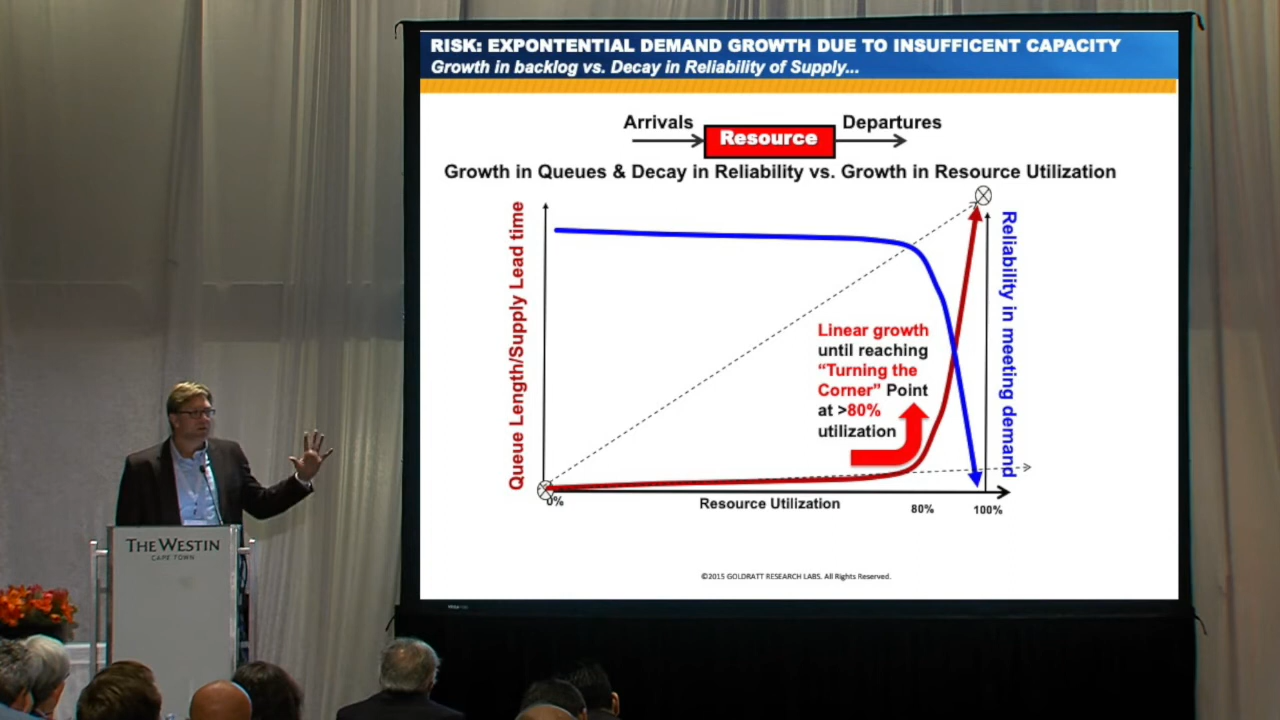 RISK: EXPONTENTIAL DEMAND GROWTH DUE TO INSUFFICENT CAPACITY
Growth in backlog vs. Decay in Reliability of Supply...
Arrivals
Resource
Departures
Growth in Queues & Decay in Reliability vs. Growth in Resource Utilization
Queue Length/Supply Lead time
Reliability in meeting demand
Linear growth
until reaching
“Turning the
Corner” Point
at >80%
utilization
0%
Resource Utilization
80%
100%
©2015 GOLDRATT RESEARCH LABS. All Rights Reserved.
THE WESTIN
CAPE TOWN